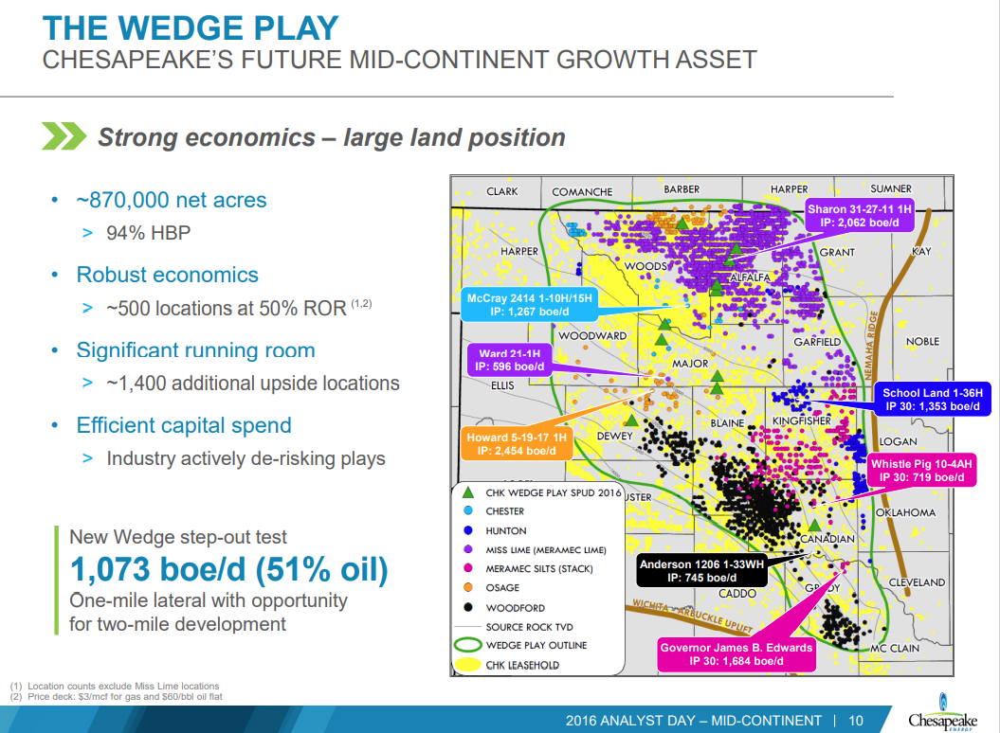 THE WEDGE PLAY
CHESAPEAKE'S FUTURE MID-CONTINENT GROWTH ASSET
Strong economics – large land position
• ~870,000 net acres
> 94% HBP
• Robust economics
> ~500 locations at 50% ROR (1,2)
• Significant running room
> ~1,400 additional upside locations
• Efficient capital spend
> Industry actively de-risking plays
New Wedge step-out test
1,073 boe/d (51% oil)
One-mile lateral with opportunity
for two-mile development
CLARK
COMANCHE
BARBER
HARPER
SUMNER
Sharon 31-27-11 1H
IP: 2,062 boe/d
HARPER
WOODS
ALFALFA
GRANT
KAY
McCray 2414 1-10H/15H
IP: 1,267 boe/d
WOODWARD
GARFIELD
NOBLE
NEMAHA RIDGE
Ward 21-1H
IP: 596 boe/d
MAJOR
ELLIS
School Land 1-36H
IP 30: 1,353 boe/d
BLAINE
KINGFISHER
DEWEY
LOGAN
Howard 5-19-17 1H
IP: 2,454 boe/d
Whistle Pig 10-4AH
IP 30: 719 boe/d
USTER
OKLAHOMA
CANADIAN
Anderson 1206 1-33WH
IP: 745 boe/d
CADDO
GRADY
CLEVELAND
WICHITA - ARBUCKLE UPLIFT
Governor James B. Edwards
IP 30: 1,684 boe/d
MC CLAIN
CHK WEDGE PLAY SPUD 2016
CHESTER
HUNTON
MISS LIME (MERAMEC LIME)
MERAMEC SILTS (STACK)
OSAGE
WOODFORD
SOURCE ROCK TVD
WEDGE PLAY OUTLINE
CHK LEASEHOLD
(1) Location counts exclude Miss Lime locations
(2) Price deck: $3/mcf for gas and $60/bbl oil flat
2016 ANALYST DAY – MID-CONTINENT | 10
Chesapeake
ENERGY